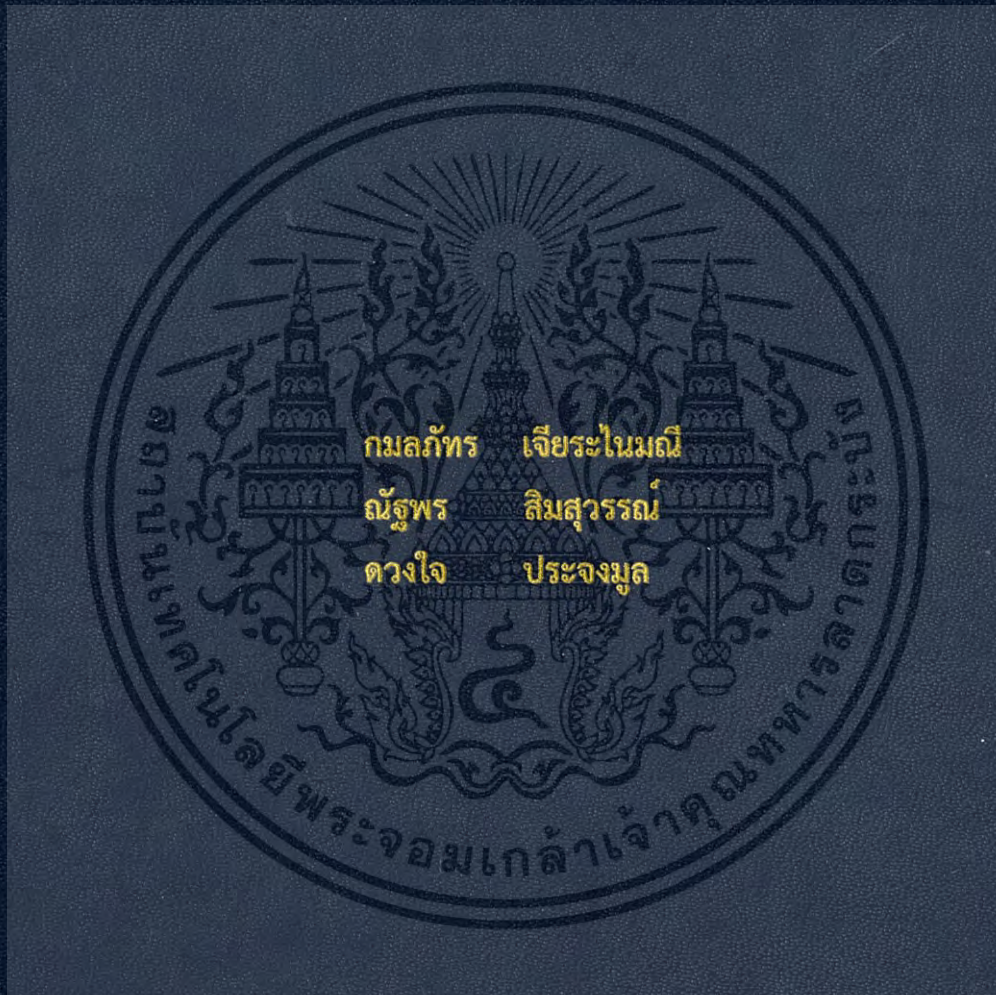 กมลภัทร เจียระไนมณี
ณัฐพร สิมสุวรรณ์
ดวงใจ ประจงมูล
สถาบันเทคโนโลยีพระจอมเกล้าเจ้าคุณทหารลาดกระบัง